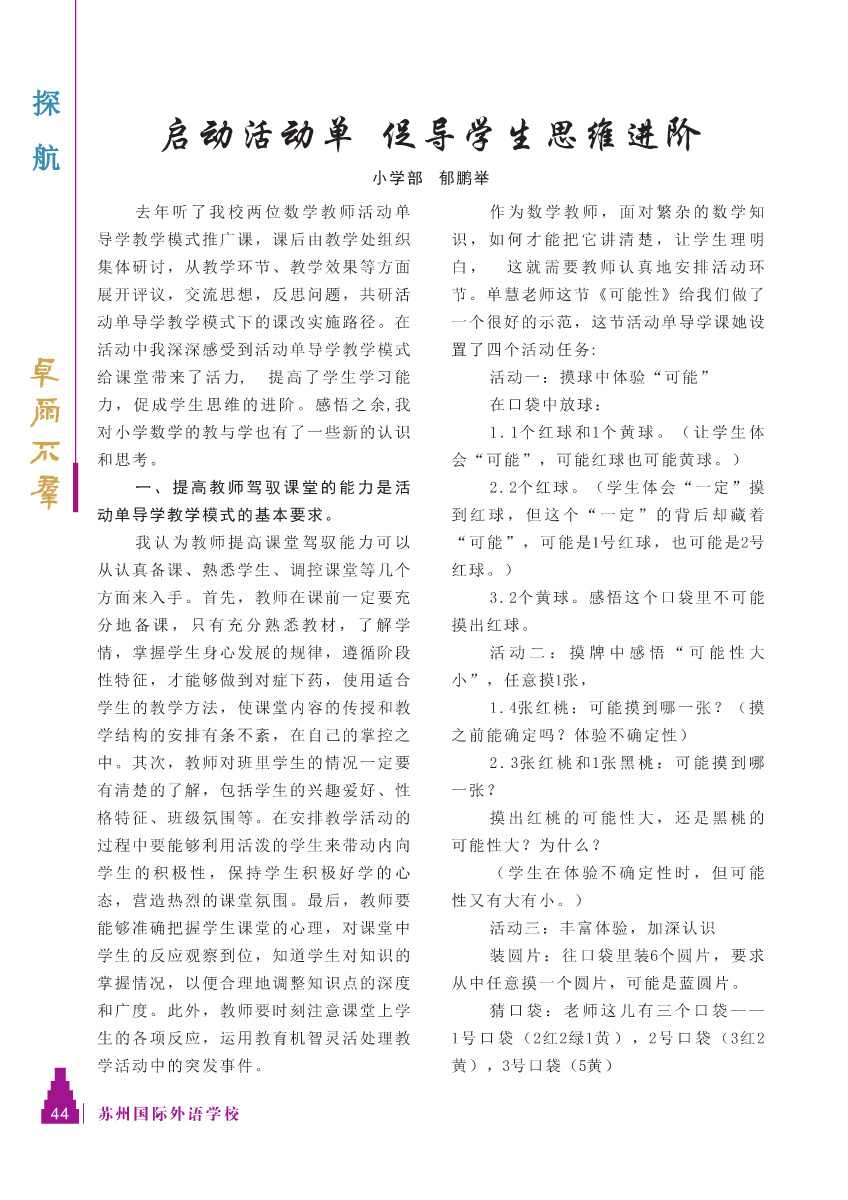 探
航
卓尔不群
启动活动单 促导学生思维进阶
小学部 郁鹏举
去年听了我校两位数学教师活动单
导学教学模式推广课，课后由教学处组织
集体研讨，从教学环节、教学效果等方面
展开评议，交流思想，反思问题，共研活
动单导学教学模式下的课改实施路径。在
活动中我深深感受到活动单导学教学模式
给课堂带来了活力， 提高了学生学习能
力，促成学生思维的进阶。感悟之余,我
对小学数学的教与学也有了一些新的认识
和思考。
一、提高教师驾驭课堂的能力是活
动单导学教学模式的基本要求。
我认为教师提高课堂驾驭能力可以
从认真备课、熟悉学生、调控课堂等几个
方面来入手。首先，教师在课前一定要充
分地备课，只有充分熟悉教材，了解学
情，掌握学生身心发展的规律，遵循阶段
性特征，才能够做到对症下药，使用适合
学生的教学方法，使课堂内容的传授和教
学结构的安排有条不紊，在自己的掌控之
中。其次，教师对班里学生的情况一定要
有清楚的了解，包括学生的兴趣爱好、性
格特征、班级氛围等。在安排教学活动的
过程中要能够利用活泼的学生来带动内向
学生的积极性，保持学生积极好学的心
态，营造热烈的课堂氛围。最后，教师要
能够准确把握学生课堂的心理，对课堂中
学生的反应观察到位，知道学生对知识的
掌握情况，以便合理地调整知识点的深度
和广度。此外，教师要时刻注意课堂上学
生的各项反应，运用教育机智灵活处理教
学活动中的突发事件。
作为数学教师，面对繁杂的数学知
识，如何才能把它讲清楚，让学生理明
白， 这就需要教师认真地安排活动环
节。单慧老师这节《可能性》给我们做了
一个很好的示范，这节活动单导学课她设
置了四个活动任务:
活动一：摸球中体验“可能”
在口袋中放球：
1.1个红球和1个黄球。（让学生体
会“可能”，可能红球也可能黄球。）
2.2个红球。（学生体会“一定”摸
到红球，但这个“一定”的背后却藏着
“可能”，可能是1号红球，也可能是2号
红球。）
3.2个黄球。感悟这个口袋里不可能
摸出红球。
活动二：摸牌中感悟“可能性大
小”，任意摸1张，
1.4张红桃：可能摸到哪一张？（摸
之前能确定吗？体验不确定性）
2.3张红桃和1张黑桃：可能摸到哪
一张？
摸出红桃的可能性大，还是黑桃的
可能性大？为什么？
（学生在体验不确定性时，但可能
性又有大有小。）
活动三：丰富体验，加深认识
装圆片：往口袋里装6个圆片，要求
从中任意摸一个圆片，可能是蓝圆片。
猜口袋：老师这儿有三个口袋——
1号口袋（2红2绿1黄），2号口袋（3红2
黄），3号口袋（5黄）
44 苏州国际外语学校